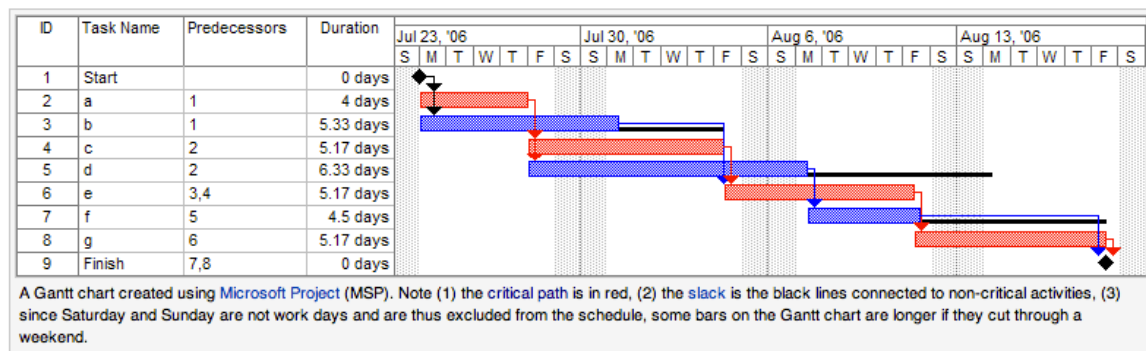 ID Task Name Predecessors Duration Jul 23, '06 Jul 30, '06 Aug 6, '06 Aug 13, '06
S M T W T F S S M T W T F S S M T W T F S S M T W T F S
1 Start 0 days
2 a 1 4 days
3 b 1 5.33 days
4 c 2 5.17 days
5 d 2 6.33 days
6 e 3,4 5.17 days
7 f 5 4.5 days
8 g 6 5.17 days
9 Finish 7,8 0 days
A Gantt chart created using Microsoft Project (MSP). Note (1) the critical path is in red, (2) the slack is the black lines connected to non-critical activities, (3)
since Saturday and Sunday are not work days and are thus excluded from the schedule, some bars on the Gantt chart are longer if they cut through a
weekend.